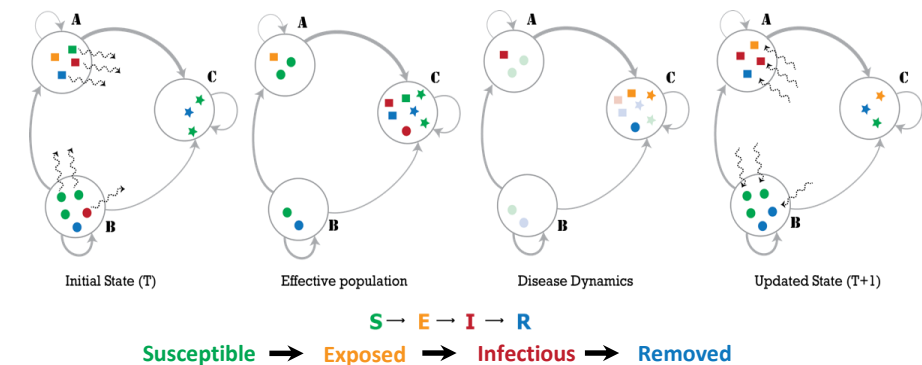 A
C
B
Initial State (T)
A
C
B
Effective population
A
C
B
Disease Dynamics
A
C
B
Updated State (T+1)
S → E → I → R
Susceptible → Exposed → Infectious → Removed